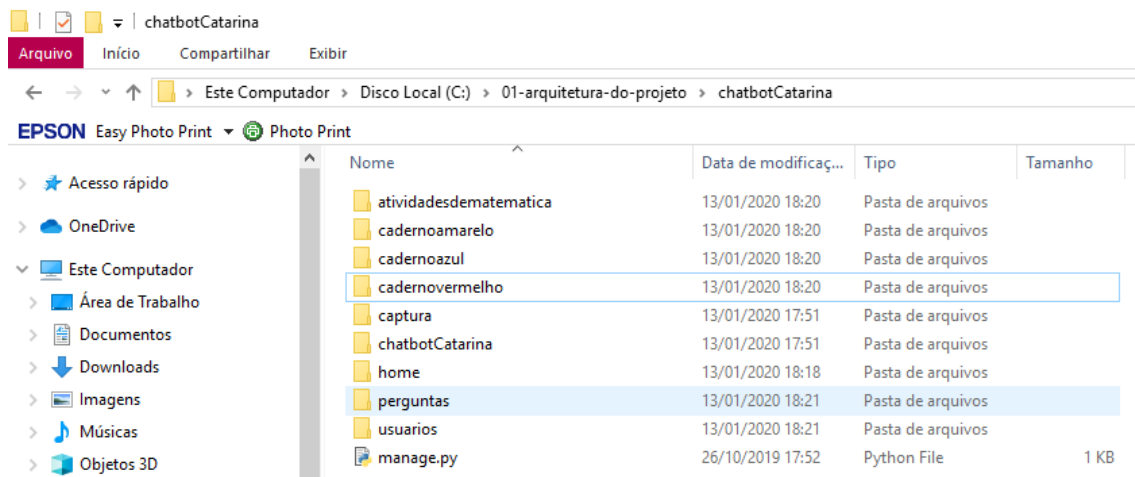 chatbotCatarina
Arquivo Início Compartilhar Exibir
Este Computador > Disco Local (C:) > 01-arquitetura-do-projeto > chatbotCatarina
EPSON Easy Photo Print Photo Print
Nome Data de modificaç... Tipo Tamanho
Acesso rápido
OneDrive
Este Computador
Área de Trabalho
Documentos
Downloads
Imagens
Músicas
Objetos 3D
atividadesdematematica 13/01/2020 18:20 Pasta de arquivos
cadernoamarelo 13/01/2020 18:20 Pasta de arquivos
cadernoazul 13/01/2020 18:20 Pasta de arquivos
cadernovermelho 13/01/2020 18:20 Pasta de arquivos
captura 13/01/2020 17:51 Pasta de arquivos
chatbotCatarina 13/01/2020 17:51 Pasta de arquivos
home 13/01/2020 18:18 Pasta de arquivos
perguntas 13/01/2020 18:21 Pasta de arquivos
usuarios 13/01/2020 18:21 Pasta de arquivos
manage.py 26/10/2019 17:52 Python File 1 KB